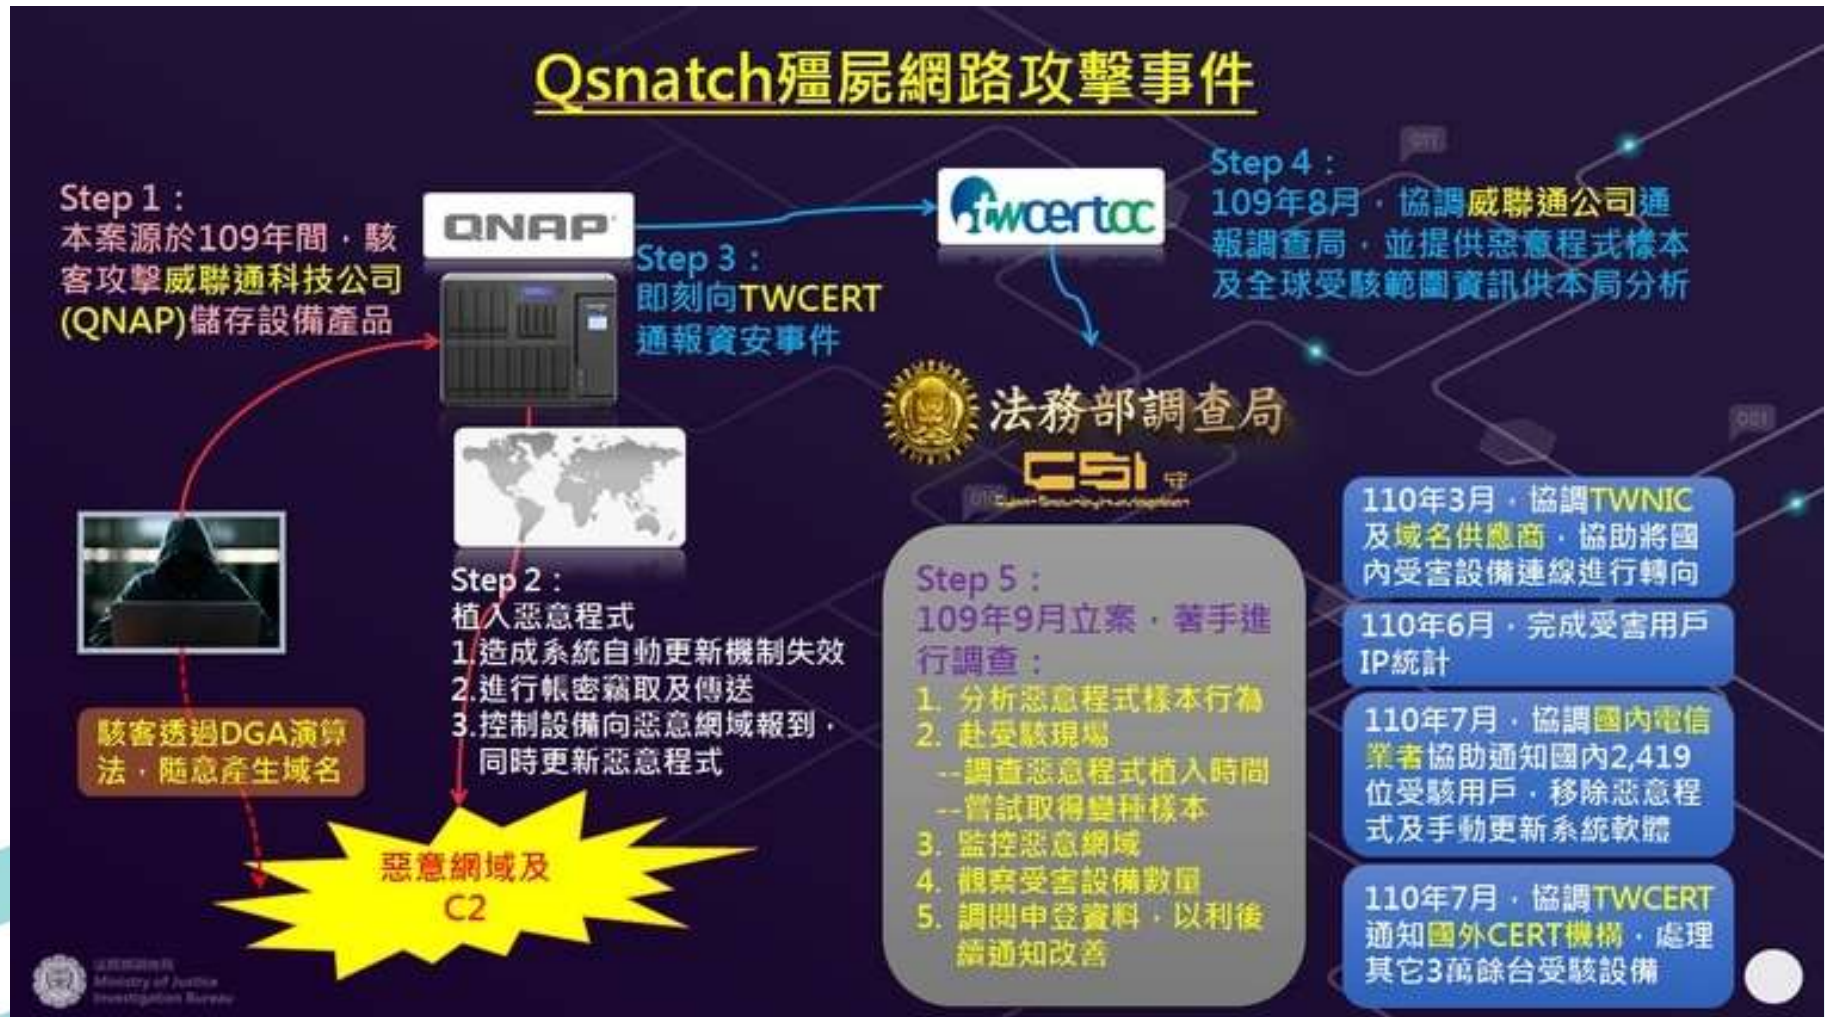 Qsnatch殭屍網路攻擊事件
Step 1：
本案源於109年間，駭
客攻擊威聯通科技公司
(QNAP)儲存設備產品
QNAP
Step 3：
即刻向TWCERT
通報資安事件
twcertcc
Step 4：
109年8月，協調威聯通公司通
報調查局，並提供惡意程式樣本
及全球受駭範圍資訊供本局分析
法務部調查局
CSI
Cyber Security Investigation
Step 2：
植入惡意程式
1.造成系統自動更新機制失效
2.進行帳密竊取及傳送
3.控制設備向惡意網域報到，
同時更新惡意程式
駭客透過DGA演算
法，隨意產生域名
惡意網域及
C2
Step 5：
109年9月立案，著手進
行調查：
1. 分析惡意程式樣本行為
2. 赴受駭現場
--調查惡意程式植入時間
--嘗試取得變種樣本
3. 監控惡意網域
4. 觀察受害設備數量
5. 調閱申登資料，以利後
續通知改善
110年3月，協調TWNIC
及域名供應商，協助將國
內受害設備連線進行轉向
110年6月，完成受害用戶
IP統計
110年7月，協調國內電信
業者協助通知國內2,419
位受駭用戶，移除惡意程
式及手動更新系統軟體
110年7月，協調TWCERT
通知國外CERT機構，處理
其它3萬餘台受駭設備
法務部調查局
Ministry of Justice
Investigation Bureau